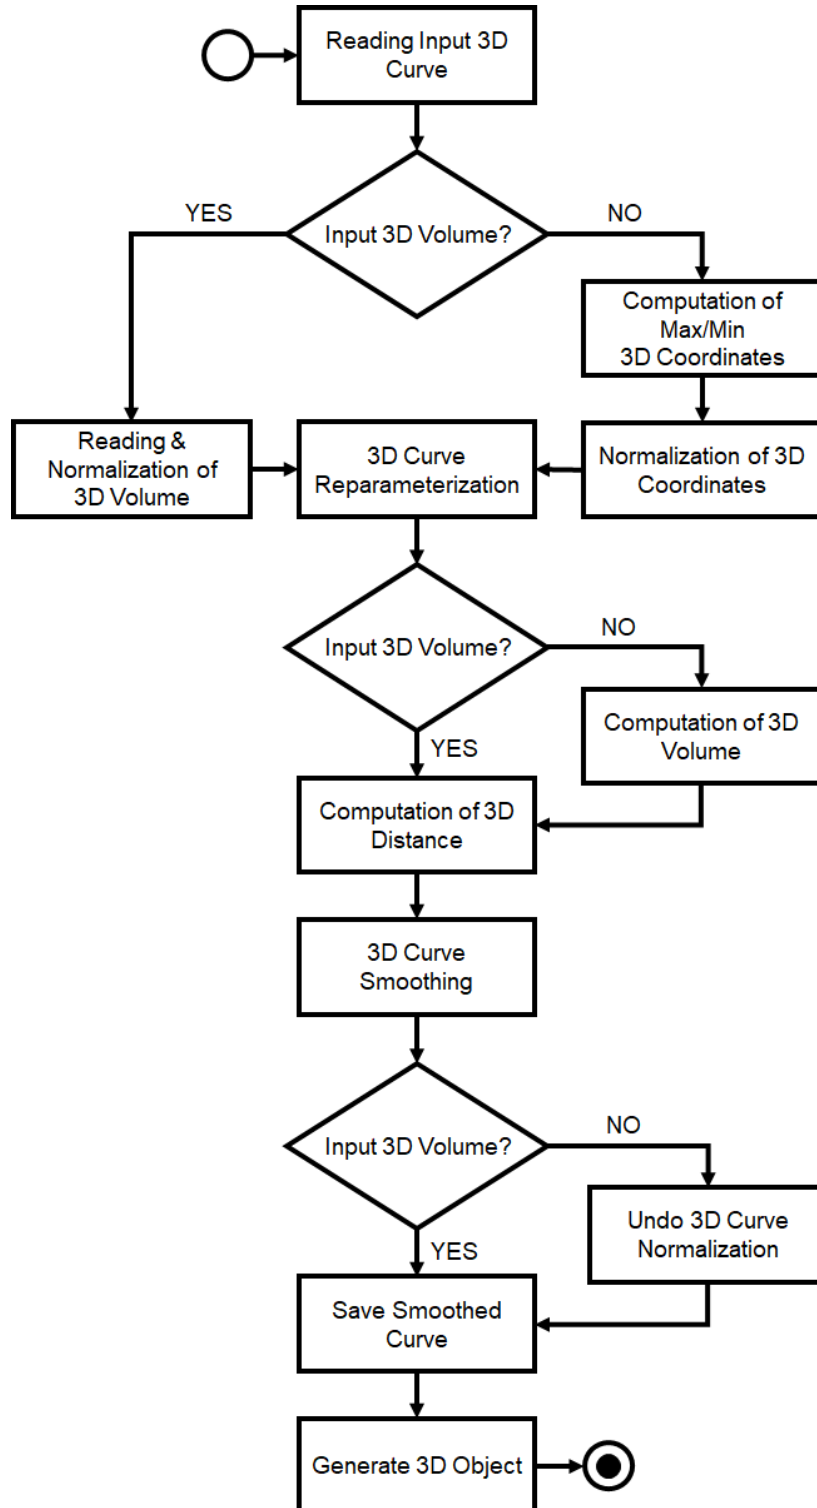 Reading Input 3D
Curve
YES
Input 3D Volume?
NO
Computation of
Max/Min
3D Coordinates
Reading &
Normalization of
3D Volume
3D Curve
Reparameterization
Normalization of 3D
Coordinates
Input 3D Volume?
NO
Computation of 3D
Volume
YES
Computation of 3D
Distance
3D Curve
Smoothing
Input 3D Volume?
NO
Undo 3D Curve
Normalization
YES
Save Smoothed
Curve
Generate 3D Object